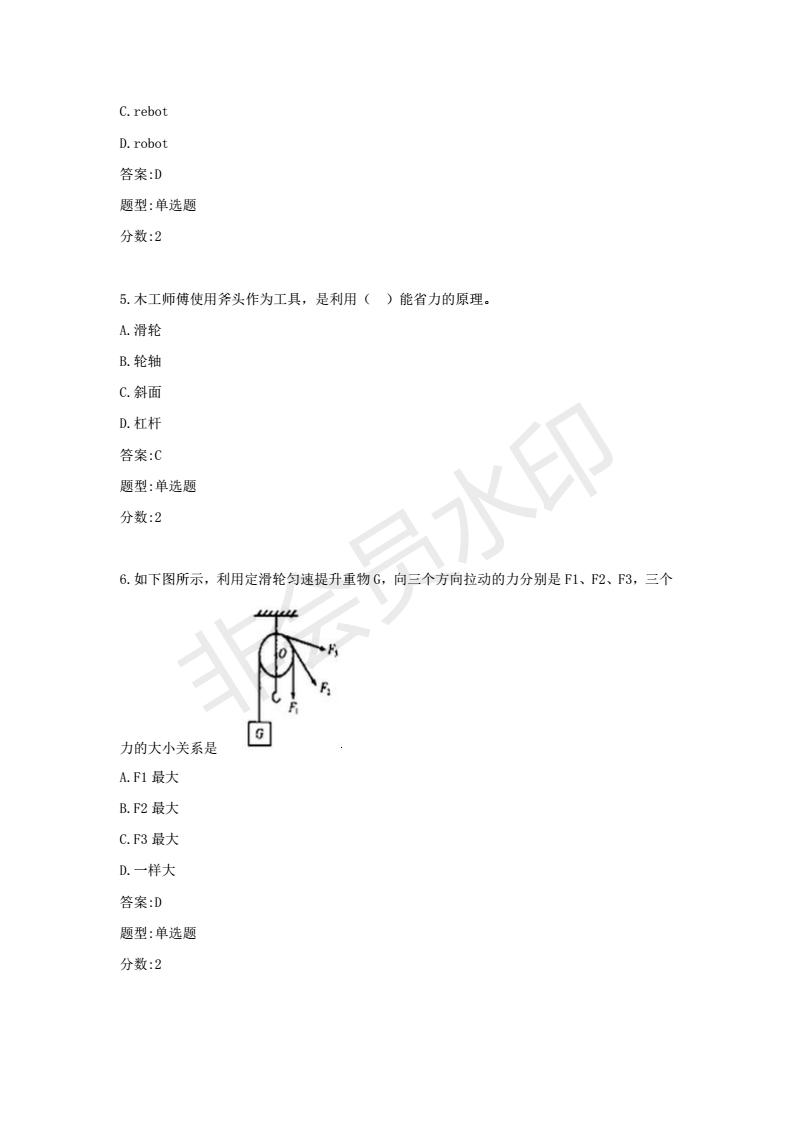 C.rebot
D.robot
答案:D
题型:单选题
分数:2
5.木工师傅使用斧头作为工具，是利用（  ）能省力的原理。
A.滑轮
B.轮轴
C.斜面
D.杠杆
答案:C
题型:单选题
分数:2
6.如下图所示，利用定滑轮匀速提升重物 G，向三个方向拉动的力分别是 F1、F2、F3，三个
O
F3
F2
F1
G
力的大小关系是
A.F1 最大
B.F2 最大
C.F3 最大
D.一样大
答案:D
题型:单选题
分数:2
非会员水印